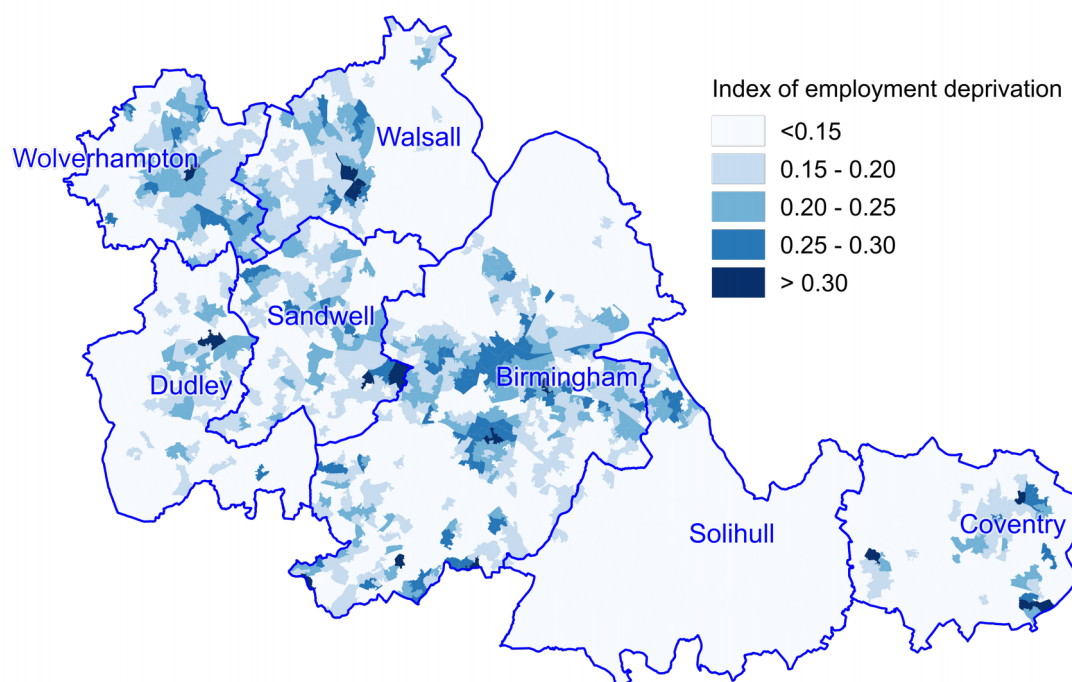 Index of employment deprivation
<0.15
0.15 - 0.20
0.20 - 0.25
0.25 - 0.30
> 0.30
Walsall
Wolverhampton
Sandwell
Birmingham
Dudley
Solihull
Coventry